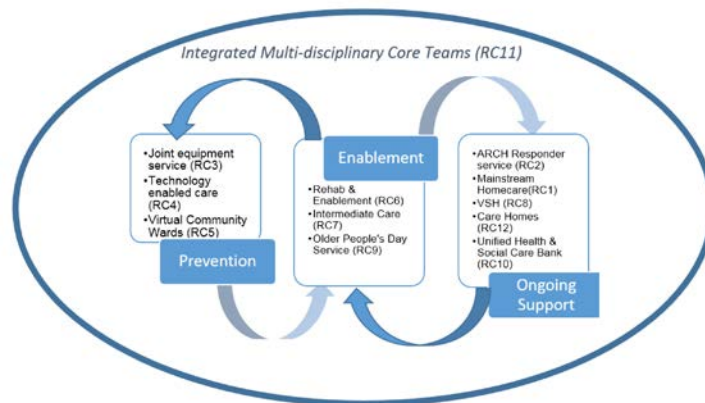 Integrated Multi-disciplinary Core Teams (RC11)
•Joint equipment
service (RC3)
•Technology
enabled care
(RC4)
•Virtual Community
Wards (RC5)
Prevention
Enablement
•Rehab &
Enablement (RC6)
•Intermediate Care
(RC7)
•Older People's Day
Service (RC9)
•ARCH Responder
service (RC2)
•Mainstream
Homecare(RC1)
•VSH (RC8)
•Care Homes
(RC12)
•Unified Health &
Social Care Bank
(RC10)
Ongoing
Support